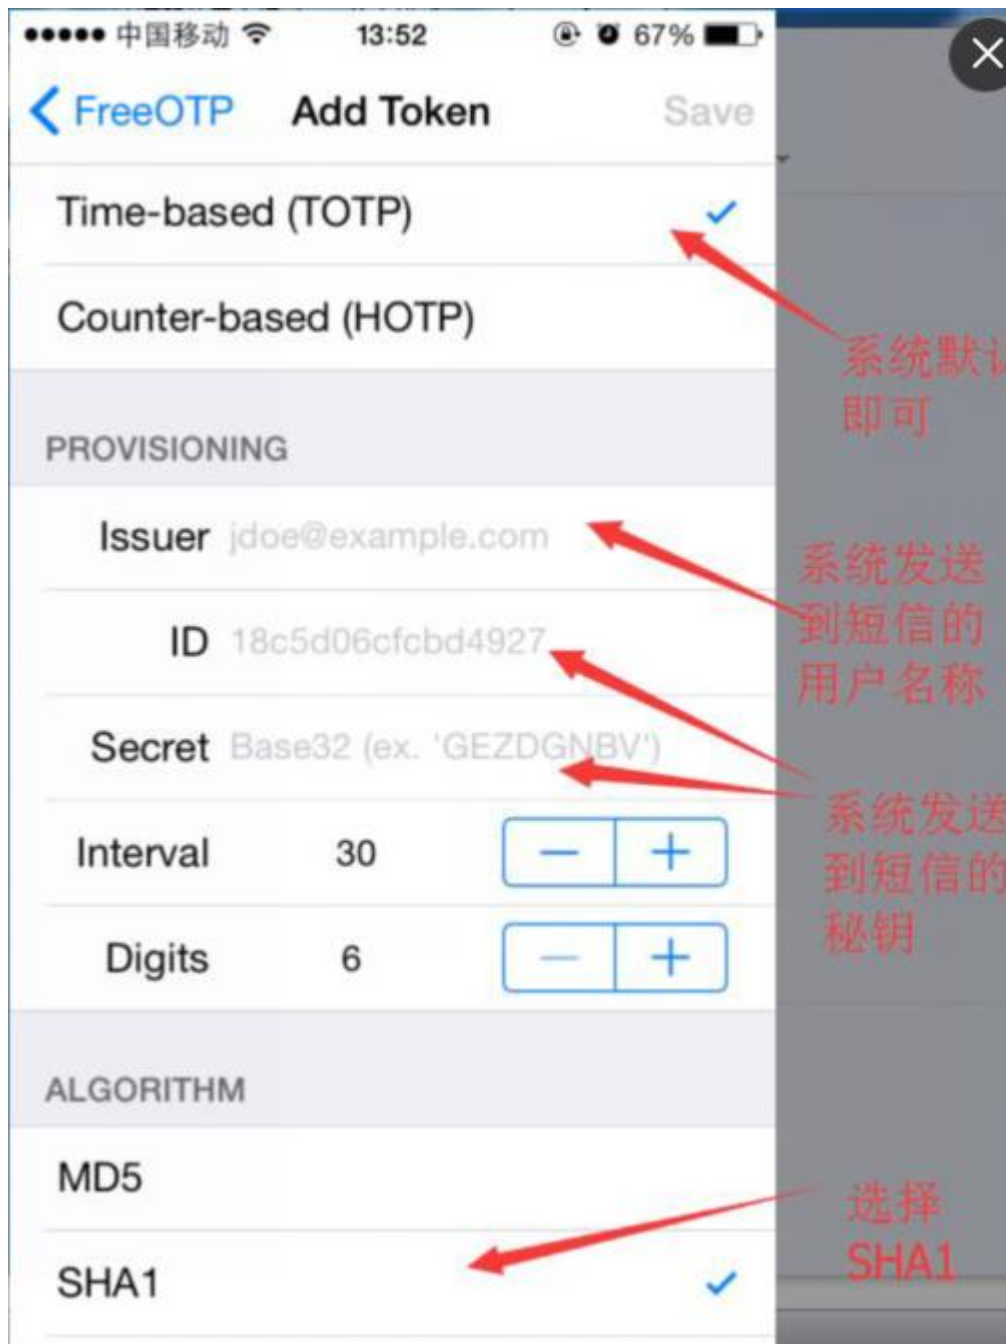 中国移动 13:52 67%
FreeOTP Add Token Save
Time-based (TOTP)
Counter-based (HOTP)
系统默认
即可
PROVISIONING
Issuer jdoe@example.com
系统发送
到短信的
用户名称
ID 18c5d06cfcbd4927
Secret Base32 (ex. 'GEZDGNBV')
系统发送
到短信的
秘钥
Interval 30 − +
Digits 6 − +
ALGORITHM
MD5
SHA1
选择
SHA1